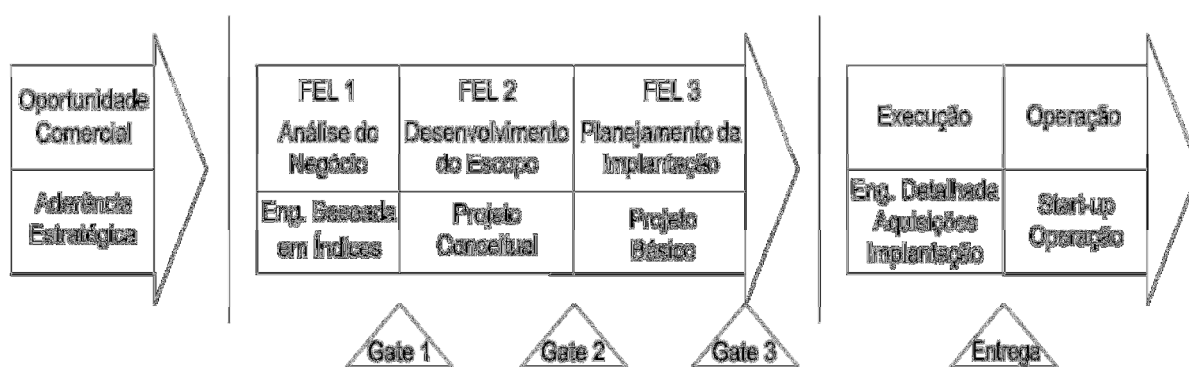 Oportunidade
Comercial
Aderência
Estratégica
FEL 1
Análise do
Negócio
Eng. Baseada
em Índices
FEL 2
Desenvolvimento
do Escopo
Projeto
Conceitual
FEL 3
Planejamento da
Implantação
Projeto
Básico
Execução
Eng. Detalhada
Aquisições
Implantação
Operação
Start-up
Operação
Gate 1
Gate 2
Gate 3
Entrega